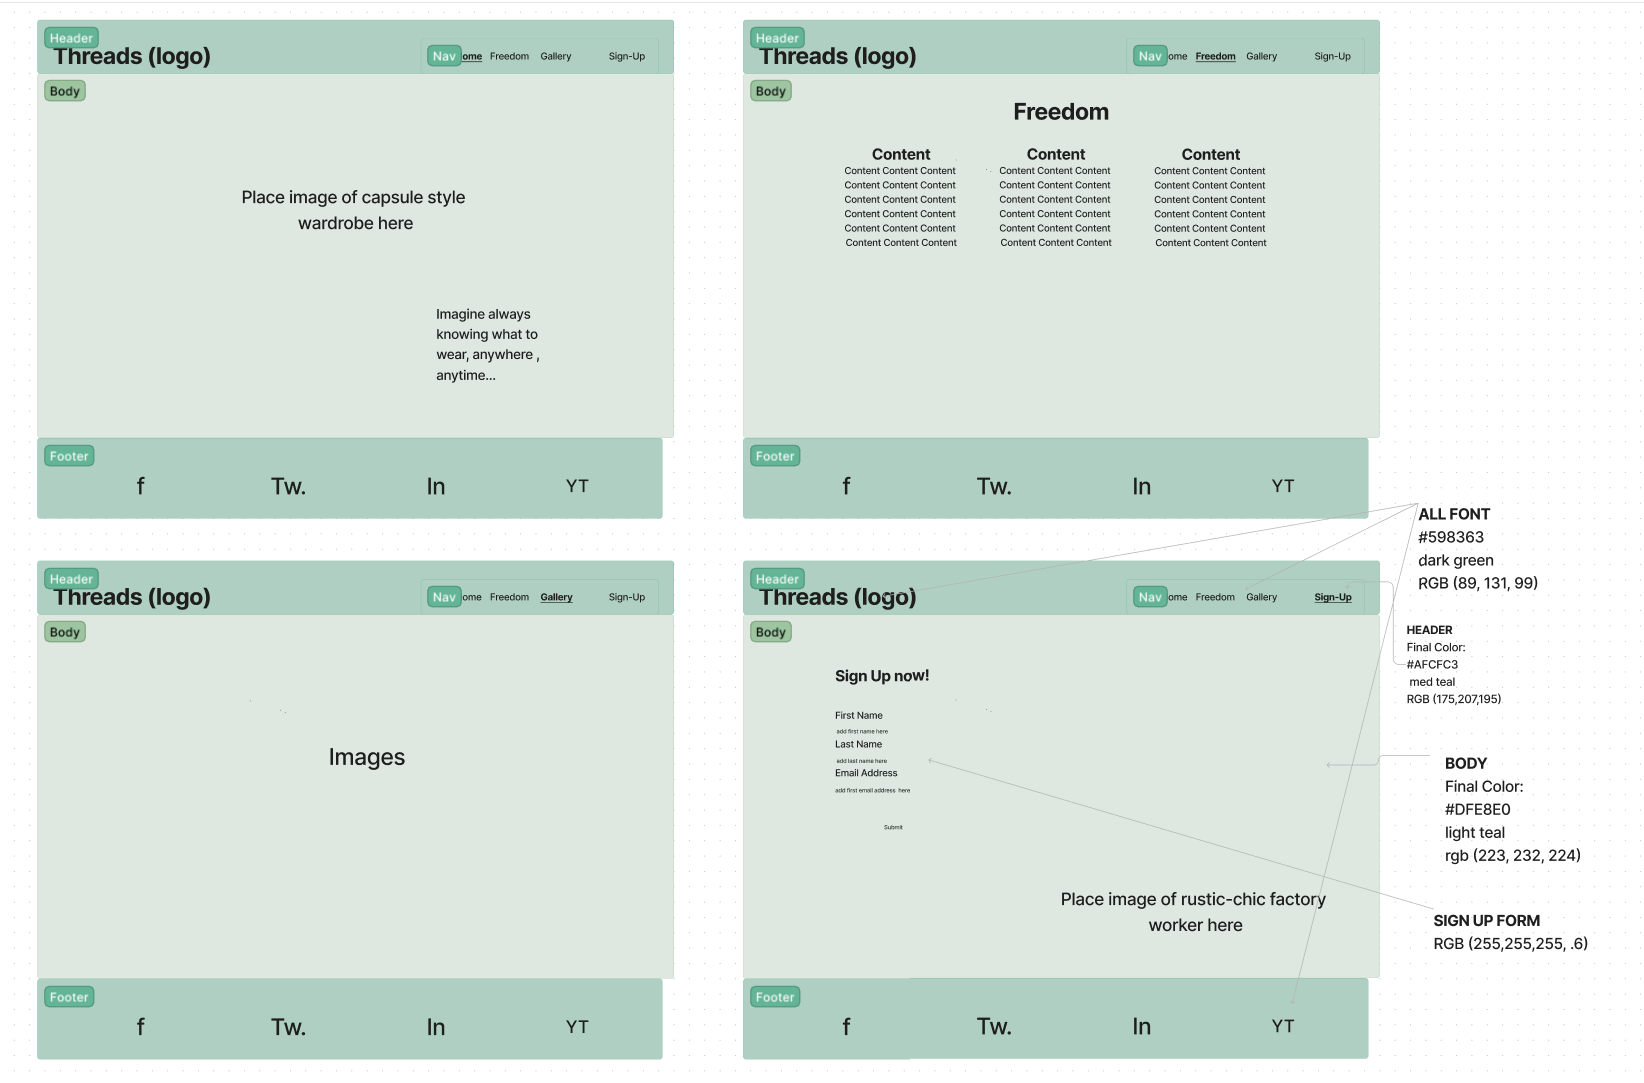 Header
Threads (logo)
Nav ome Freedom Gallery Sign-Up
Body
Place image of capsule style
wardrobe here
Imagine always
knowing what to
wear, anywhere ,
anytime...
Footer
f Tw. In YT
Header
Threads (logo)
Nav ome Freedom Gallery Sign-Up
Body
Freedom
Content Content Content
Content Content Content Content Content Content Content Content Content
Content Content Content Content Content Content Content Content Content
Content Content Content Content Content Content Content Content Content
Content Content Content Content Content Content Content Content Content
Content Content Content Content Content Content Content Content Content
Content Content Content Content Content Content Content Content Content
Footer
f Tw. In YT
Header
Threads (logo)
Nav ome Freedom Gallery Sign-Up
Body
Images
Footer
f Tw. In YT
Header
Threads (logo)
Nav ome Freedom Gallery Sign-Up
Body
Sign Up now!
First Name
add first name here
Last Name
add last name here
Email Address
add first email address here
Submit
Place image of rustic-chic factory
worker here
Footer
f Tw. In YT
ALL FONT
#598363
dark green
RGB (89, 131, 99)
HEADER
Final Color:
#AFCFC3
med teal
RGB (175,207,195)
BODY
Final Color:
#DFE8E0
light teal
rgb (223, 232, 224)
SIGN UP FORM
RGB (255,255,255, .6)